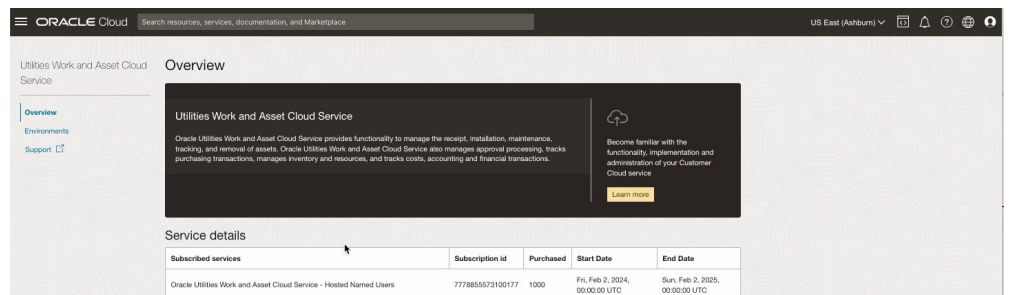 ORACLE Cloud
Search resources, services, documentation, and Marketplace
US East (Ashburn)
Utilities Work and Asset Cloud
Service
Overview
Environments
Support
Overview
Utilities Work and Asset Cloud Service
Oracle Utilities Work and Asset Cloud Service provides functionality to manage the receipt, installation, maintenance,
tracking, and removal of assets. Oracle Utilities Work and Asset Cloud Service also manages approval processing, tracks
purchasing transactions, manages inventory and resources, and tracks costs, accounting and financial transactions.
Become familiar with the
functionality, implementation and
administration of your Customer
Cloud service
Learn more
Service details
Subscribed services Subscription id Purchased Start Date End Date
Oracle Utilities Work and Asset Cloud Service - Hosted Named Users 7778855573100177 1000 Fri, Feb 2, 2024, Sun, Feb 2, 2025,
00:00:00 UTC 00:00:00 UTC